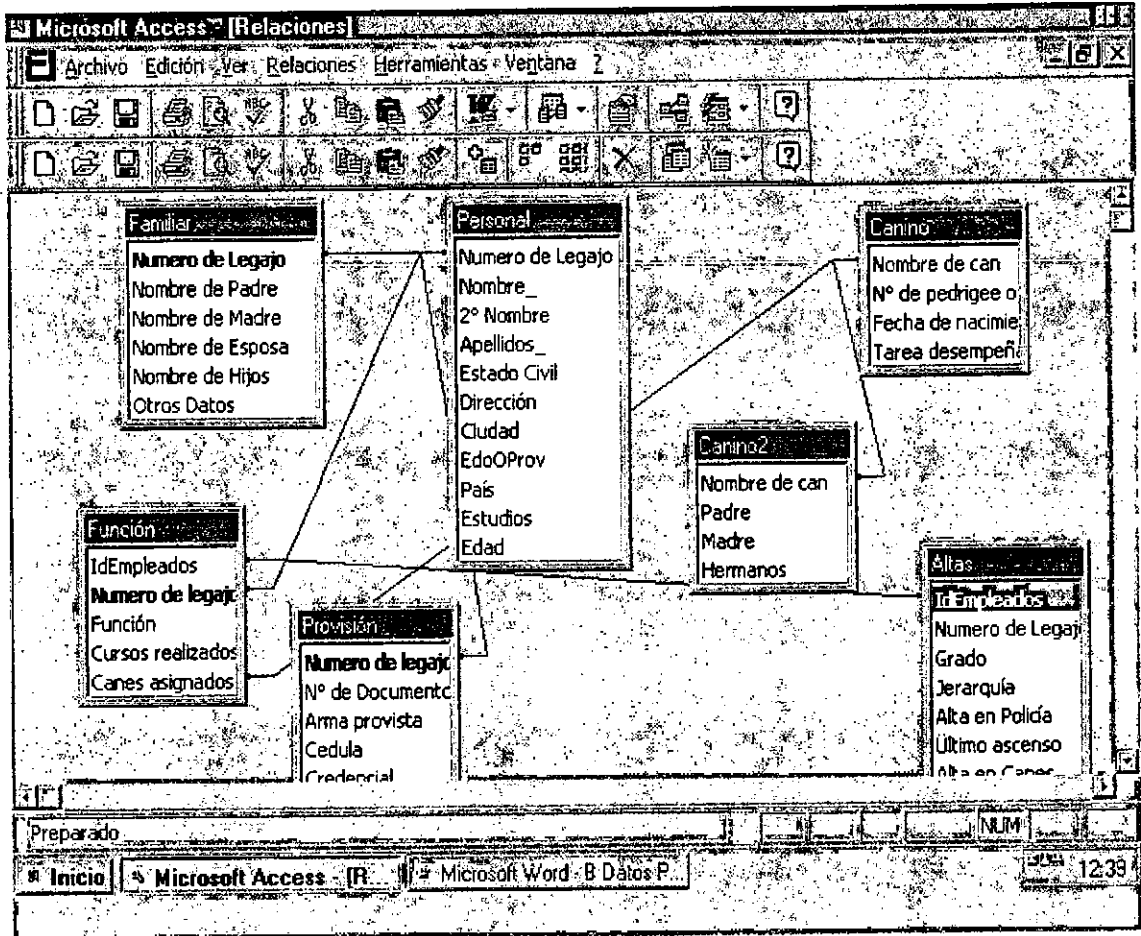 Microsoft Access - [Relaciones]
Archivo Edición Ver Relaciones Herramientas Ventana ?
Familiar
Numero de Legajo
Nombre de Padre
Nombre de Madre
Nombre de Esposa
Nombre de Hijos
Otros Datos
Personal
Numero de Legajo
Nombre_
2º Nombre
Apellidos_
Estado Civil
Dirección
Ciudad
EdoOProv
País
Estudios
Edad
Canino
Nombre de can
Nº de pedrigee o
Fecha de nacimie
Tarea desempeña
Canino2
Nombre de can
Padre
Madre
Hermanos
Función
IdEmpleados
Numero de legajo
Función
Cursos realizados
Canes asignados
Provisión
Numero de legajo
Nº de Documento
Arma provista
Cedula
Credencial
Altas
IdEmpleados
Numero de Legaj
Grado
Jerarquía
Alta en Policía
Último ascenso
Alta en Canes
Preparado
NUM
Inicio
Microsoft Access - [R
Microsoft Word - B Datos P...
12:39